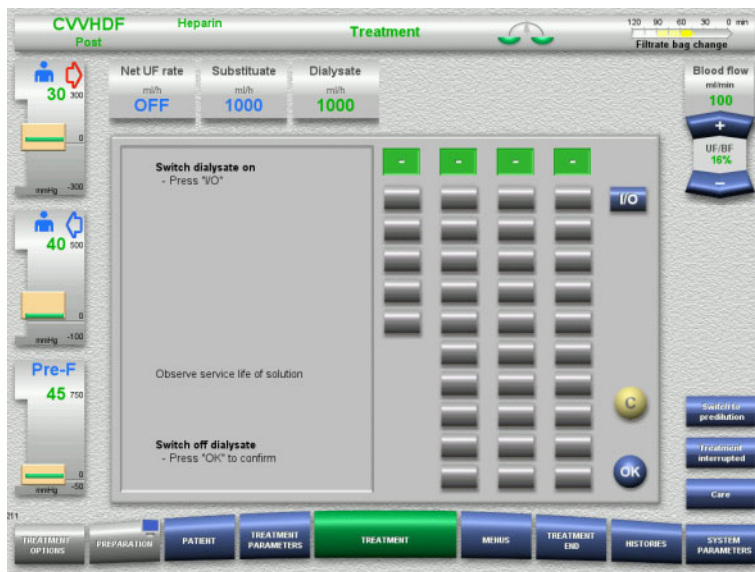 CVVHDF
Post
Heparin
Treatment
120 90 60 30 0 min
Filtrate bag change
30 300
0
mmHg -300
40 500
0
mmHg -100
Pre-F
45 750
0
mmHg -50
Net UF rate
ml/h
OFF
Substituate
ml/h
1000
Dialysate
ml/h
1000
Blood flow
ml/min
100
+
UF/BF
16%
−
Switch dialysate on
- Press "I/O"
Observe service life of solution
Switch off dialysate
- Press "OK" to confirm
- - - -
I/O
C
OK
Switch to
predilution
Treatment
interrupted
Care
211
TREATMENT
OPTIONS
PREPARATION
PATIENT
TREATMENT
PARAMETERS
TREATMENT
MENUS
TREATMENT
END
HISTORIES
SYSTEM
PARAMETERS